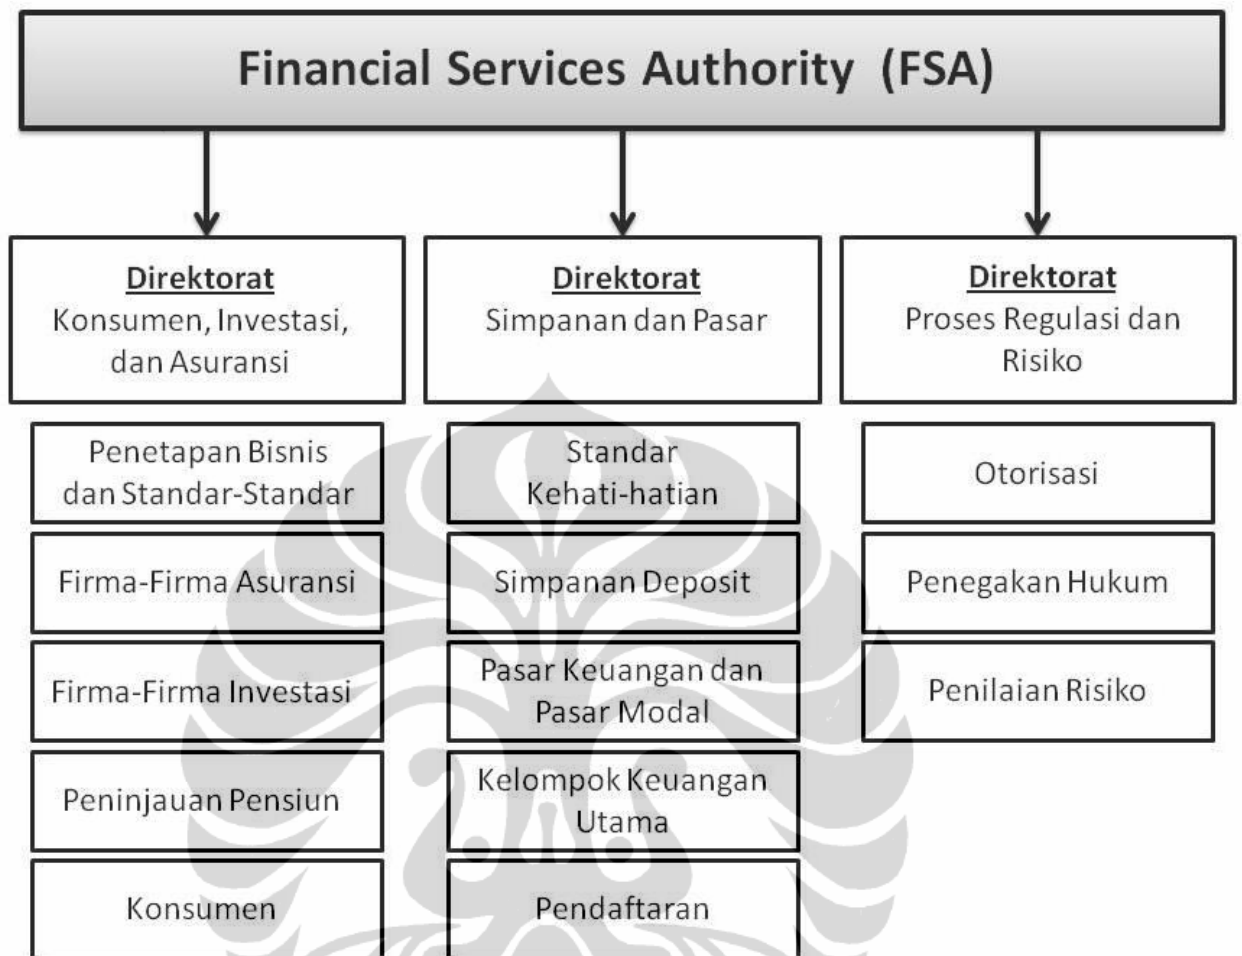 Financial Services Authority (FSA)
Direktorat
Konsumen, Investasi,
dan Asuransi
Direktorat
Simpanan dan Pasar
Direktorat
Proses Regulasi dan
Risiko
Penetapan Bisnis
dan Standar-Standar
Firma-Firma Asuransi
Firma-Firma Investasi
Peninjauan Pensiun
Konsumen
Standar
Kehati-hatian
Simpanan Deposit
Pasar Keuangan dan
Pasar Modal
Kelompok Keuangan
Utama
Pendaftaran
Otorisasi
Penegakan Hukum
Penilaian Risiko